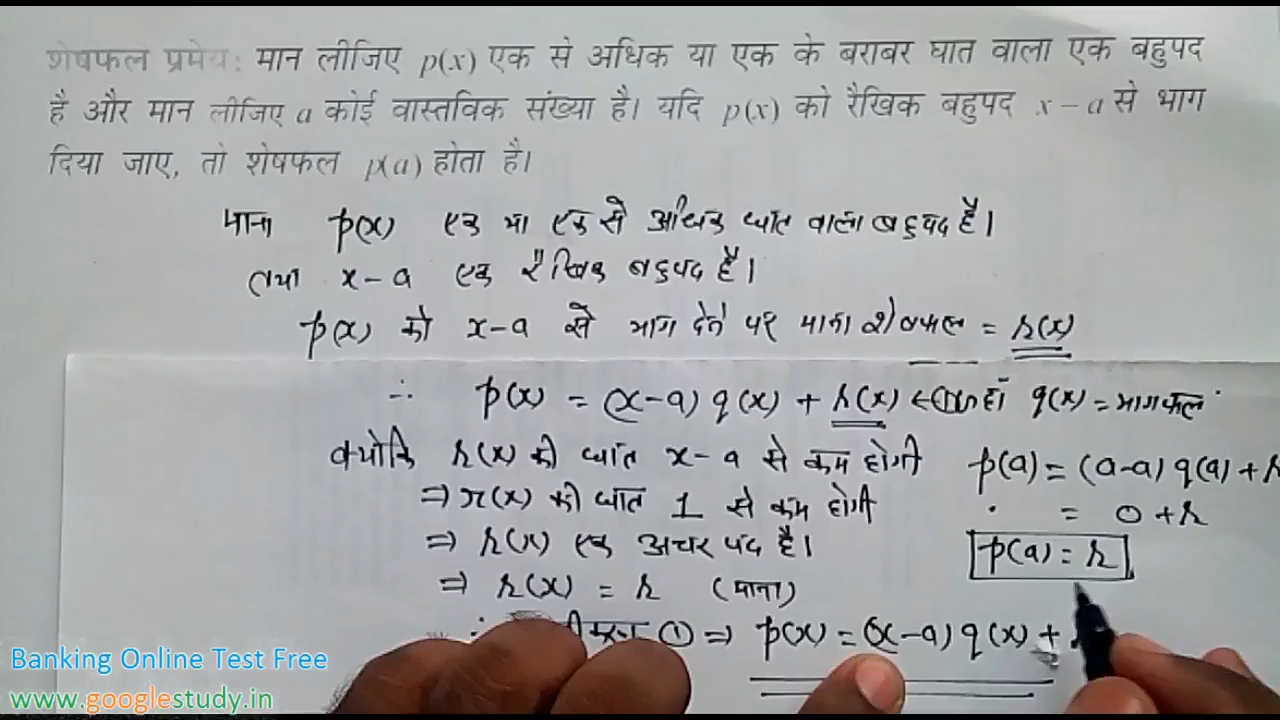 शेषफल प्रमेय: मान लीजिए p(x) एक से अधिक या एक के बराबर घात वाला एक बहुपद
है और मान लीजिए a कोई वास्तविक संख्या है। यदि p(x) को रैखिक बहुपद x – a से भाग
दिया जाए, तो शेषफल p(a) होता है।
माना p(x) एक या एक से अधिक घात वाला बहुपद है।
तथा x-a एक रैखिक बहुपद है।
p(x) को x-a से भाग देने पर माना शेषफल = r(x)
∴ p(x) = (x-a) q(x) + r(x) ←① जहाँ q(x) = भागफल
क्योंकि r(x) की घात x-a से कम होगी
⇒ r(x) की घात 1 से कम होगी
⇒ r(x) एक अचर पद है।
⇒ r(x) = r (माना)
∴ ① ⇒ p(x) = (x-a) q(x) +
p(a) = (a-a) q(a) + r
= 0 + r
p(a) = r
Banking Online Test Free
www.googlestudy.in